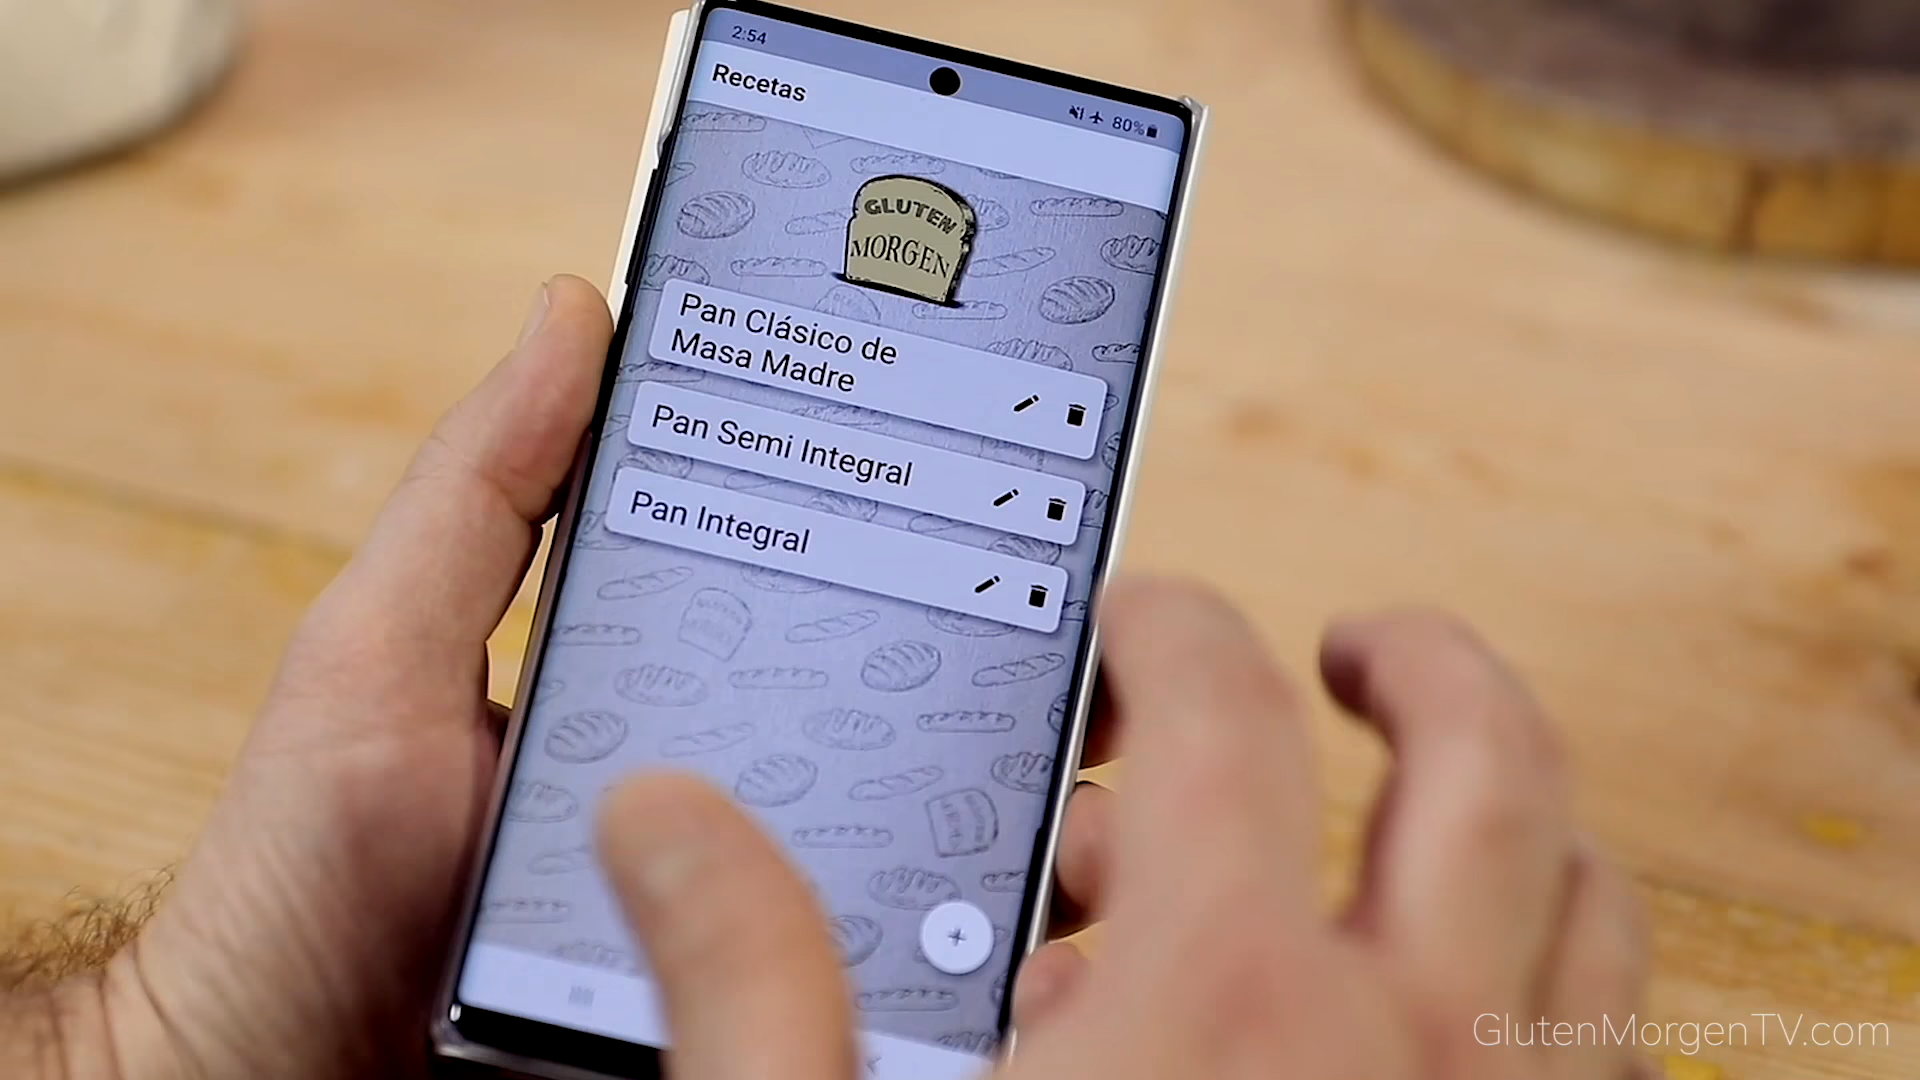 2:54
80%
Recetas
GLUTEN
MORGEN
Pan Clásico de
Masa Madre
Pan Semi Integral
Pan Integral
+
GlutenMorgenTV.com